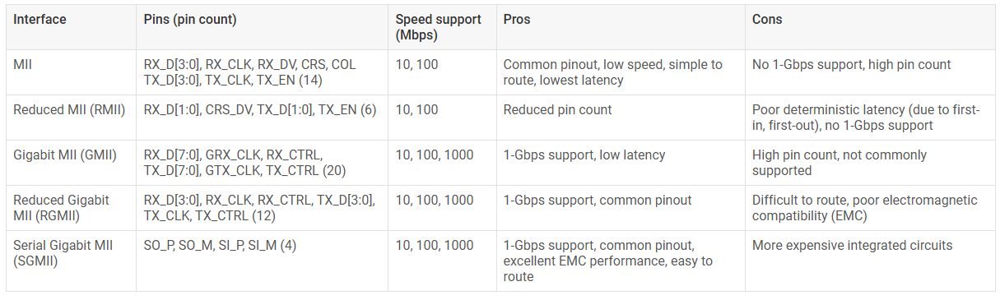 Interface
Pins (pin count)
Speed support
(Mbps)
Pros
Cons
MII
RX_D[3:0], RX_CLK, RX_DV, CRS, COL
TX_D[3:0], TX_CLK, TX_EN (14)
10, 100
Common pinout, low speed, simple to
route, lowest latency
No 1-Gbps support, high pin count
Reduced MII (RMII)
RX_D[1:0], CRS_DV, TX_D[1:0], TX_EN (6)
10, 100
Reduced pin count
Poor deterministic latency (due to first-
in, first-out), no 1-Gbps support
Gigabit MII (GMII)
RX_D[7:0], GRX_CLK, RX_CTRL,
TX_D[7:0], GTX_CLK, TX_CTRL (20)
10, 100, 1000
1-Gbps support, low latency
High pin count, not commonly
supported
Reduced Gigabit
MII (RGMII)
RX_D[3:0], RX_CLK, RX_CTRL, TX_D[3:0],
TX_CLK, TX_CTRL (12)
10, 100, 1000
1-Gbps support, common pinout
Difficult to route, poor electromagnetic
compatibility (EMC)
Serial Gigabit MII
(SGMII)
SO_P, SO_M, SI_P, SI_M (4)
10, 100, 1000
1-Gbps support, common pinout,
excellent EMC performance, easy to
route
More expensive integrated circuits